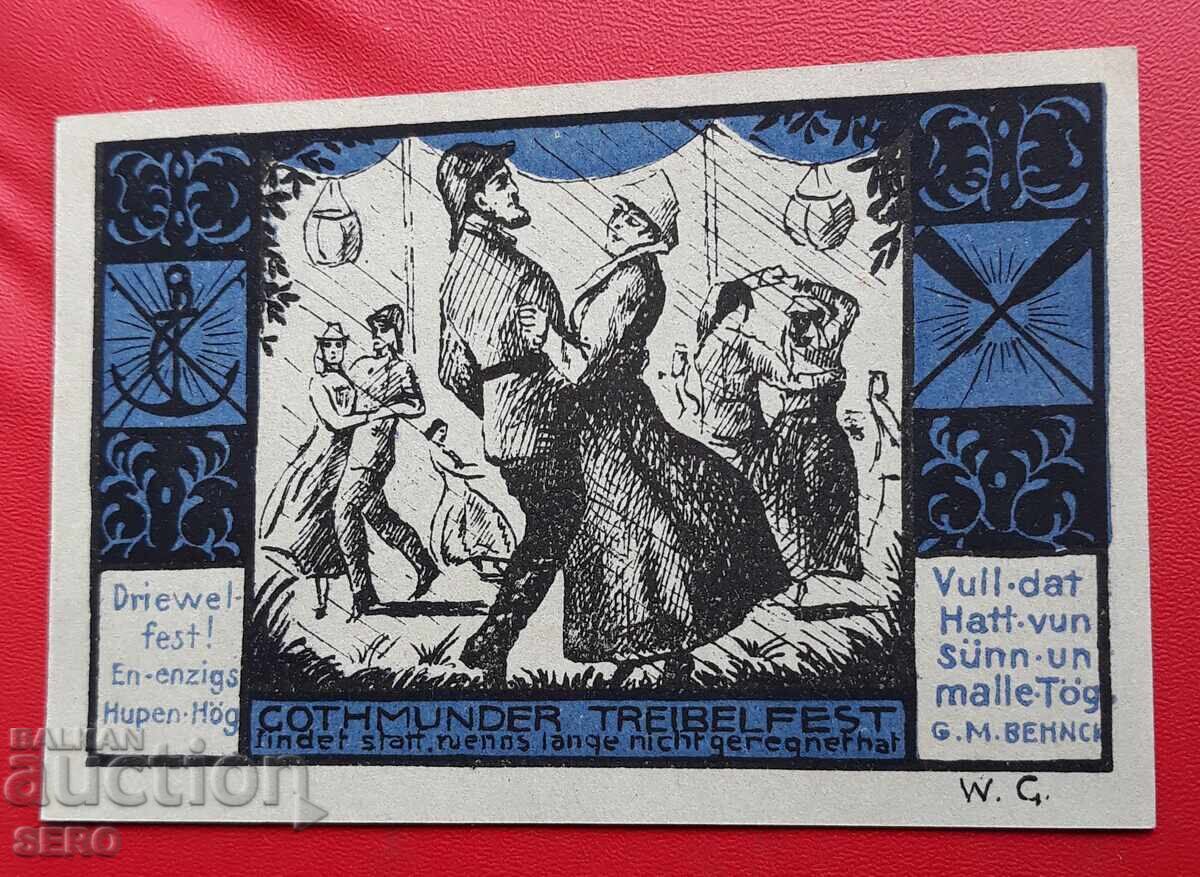 Driewel-
fest!
En·enzigs
Hupen·Hög
GOTHMUNDER TREIBELFEST
findet statt, wenns lange nicht geregnet hat
Vull·dat
Hatt·vun
Sünn·un
malle·Tög
G.M.BEHNCK
W. G.
BALKAN
auction
SERO